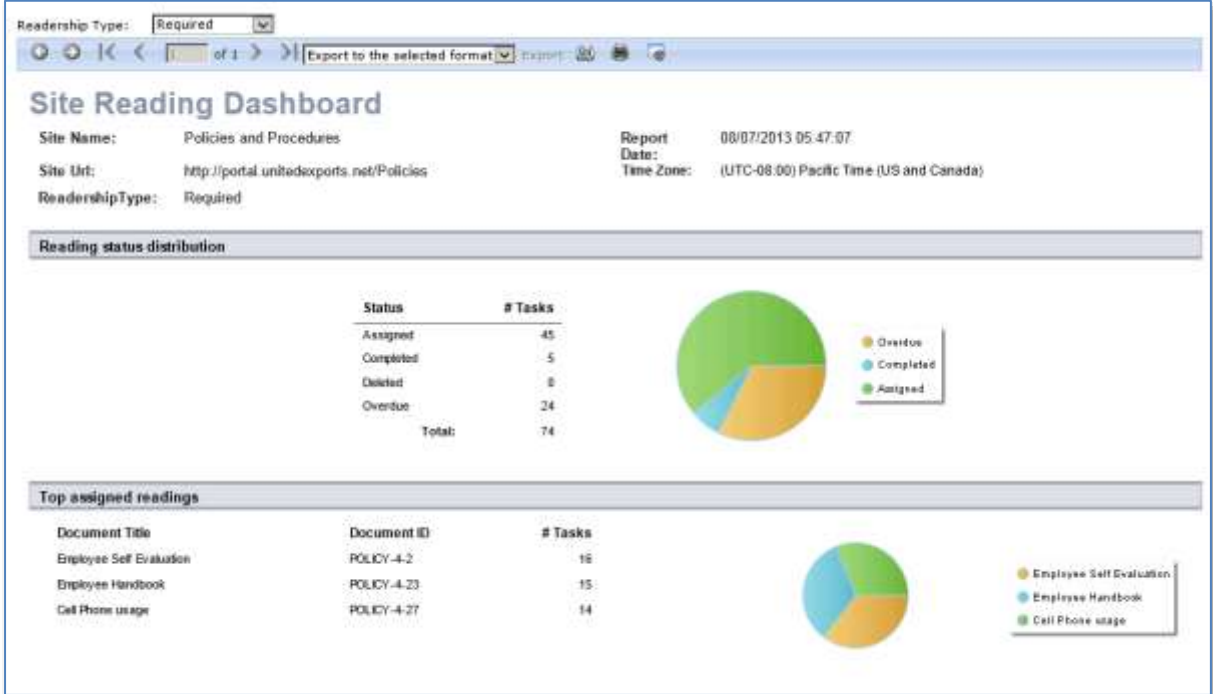 Readership Type: Required
1 of 1 Export to the selected format Export
Site Reading Dashboard
Site Name: Policies and Procedures Report Date: 08/07/2013 05:47:07
Site Url: http://portal.unitedexports.net/Policies Time Zone: (UTC-08:00) Pacific Time (US and Canada)
ReadershipType: Required
Reading status distribution
Status # Tasks
Assigned 45
Completed 5
Deleted 0
Overdue 24
Total: 74
Overdue
Completed
Assigned
Top assigned readings
Document Title Document ID # Tasks
Employee Self Evaluation POLICY-4-2 16
Employee Handbook POLICY-4-23 15
Cell Phone usage POLICY-4-27 14
Employee Self Evaluation
Employee Handbook
Cell Phone usage